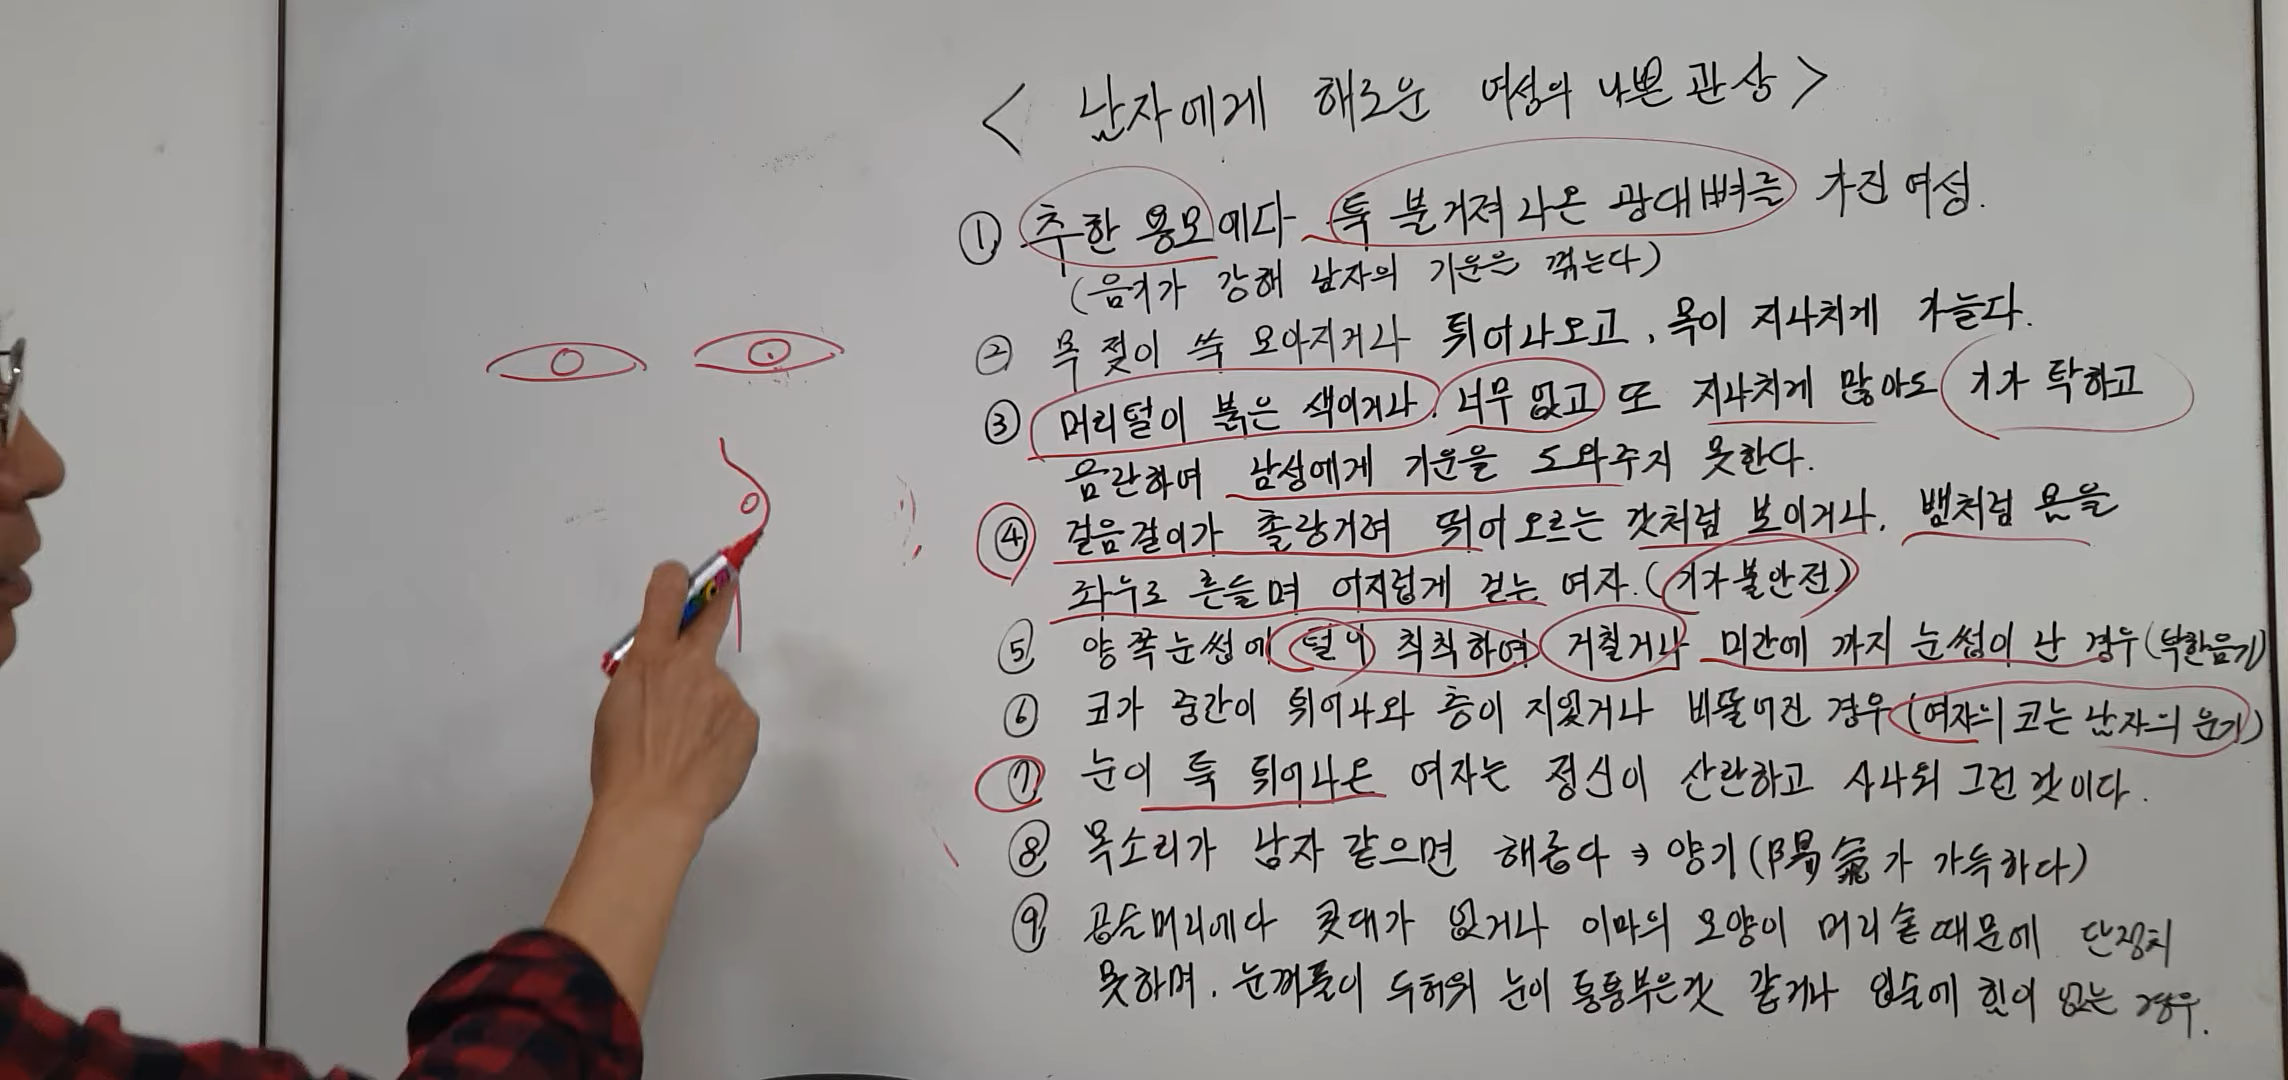 < 남자에게 해로운 여성의 나쁜 관상 >
① 추한 용모에다 툭 불거져 나온 광대뼈를 가진 여성.
(음기가 강해 남자의 기운을 꺾는다)
② 목젖이 쑥 모아지거나 튀어나오고, 목이 지나치게 가늘다.
③ 머리털이 붉은 색이거나, 너무 없고 또 지나치게 많아도 기가 탁하고
음란하며 남성에게 기운을 도와주지 못한다.
④ 걸음걸이가 촐랑거려 뛰어오르는 것처럼 보이거나, 뱀처럼 몸을
좌우로 흔들며 어지럽게 걷는 여자. (기가 불안전)
⑤ 양쪽눈썹에 털이 칙칙하여 거칠거나 미간에 까지 눈썹이 난 경우 (탁한음기)
⑥ 코가 중간이 튀어나와 층이 지었거나 비뚤어진 경우 (여자의 코는 남자의 운기)
⑦ 눈이 툭 튀어나온 여자는 정신이 산란하고 사나워 그런 것이다.
⑧ 목소리가 남자 같으면 해롭다 → 양기 (陽氣가 가득하다)
⑨ 곱슬머리에다 콧대가 없거나 이마의 모양이 머리숱 때문에 단정치
못하며, 눈꺼풀이 두꺼워 눈이 퉁퉁부은것 같거나 입술에 힘이 없는 경우.